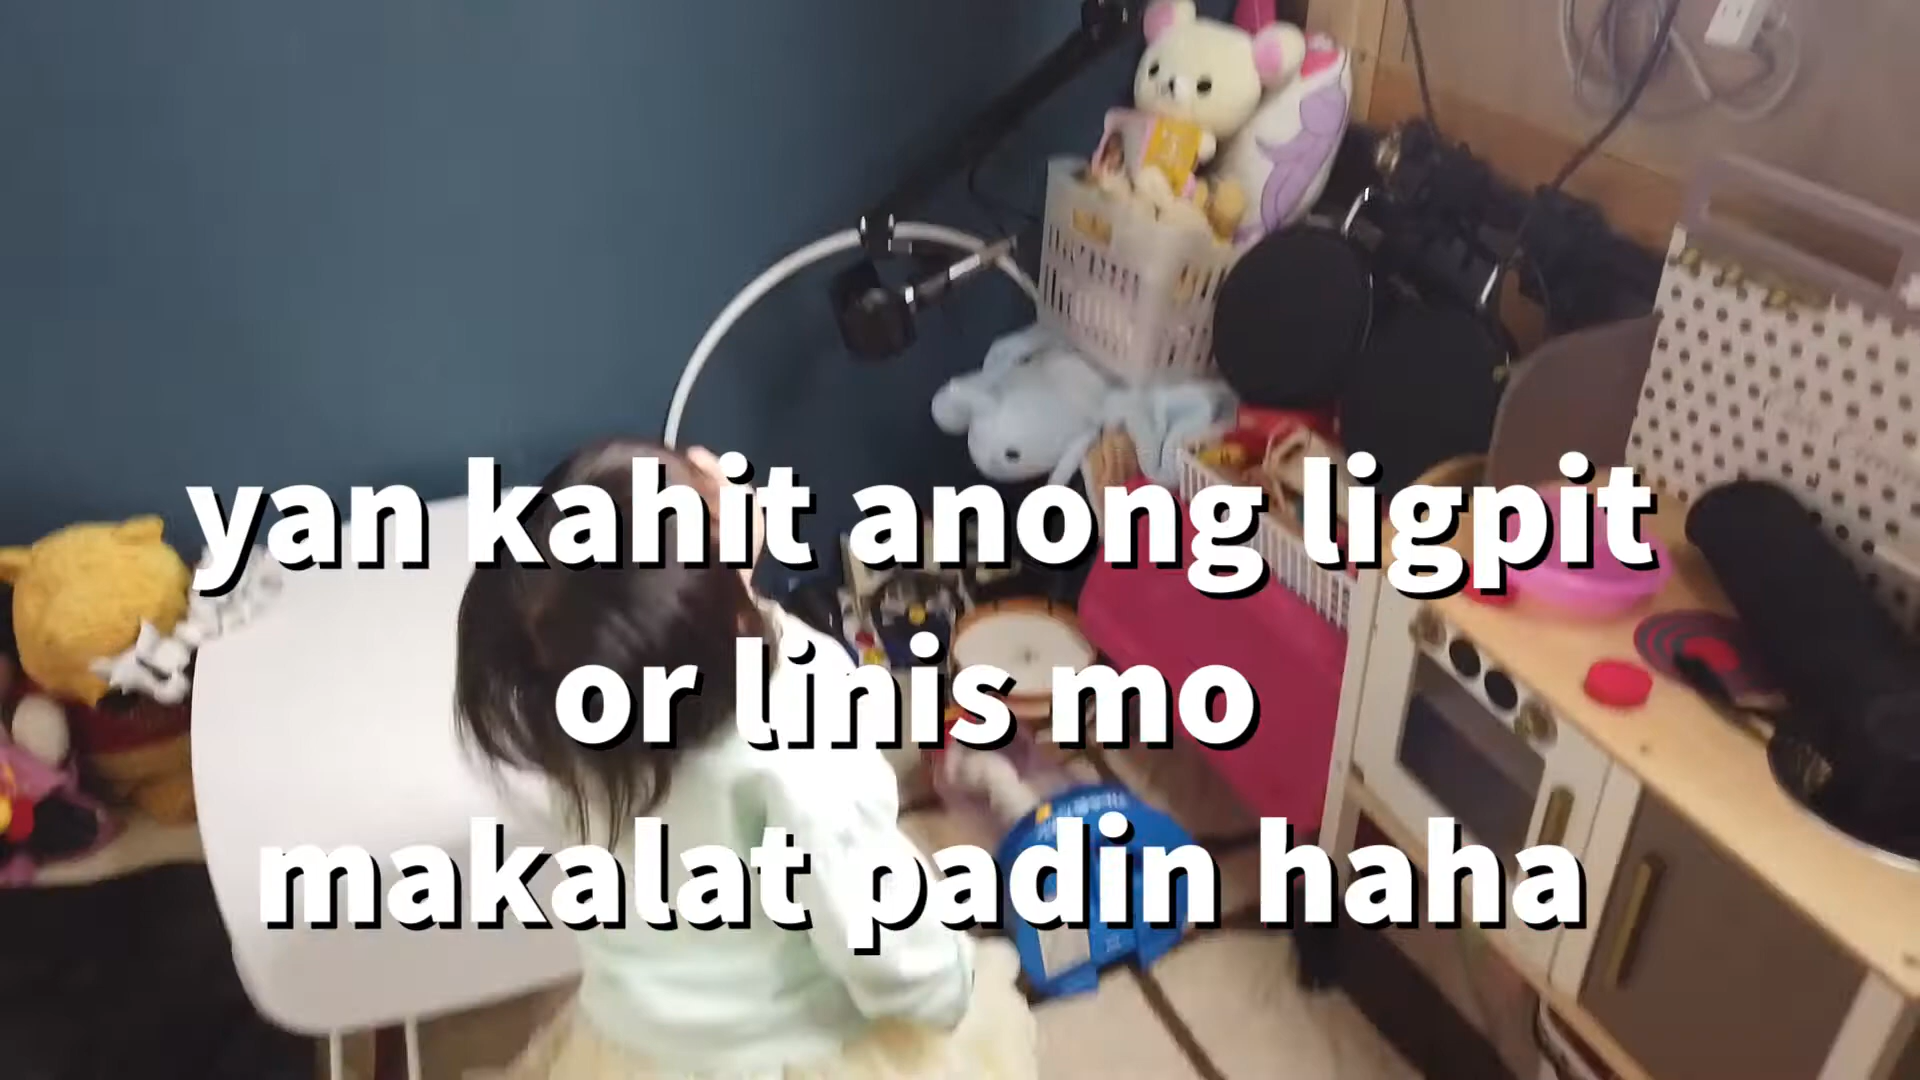 yan kahit anong ligpit
or linis mo
makalat padin haha